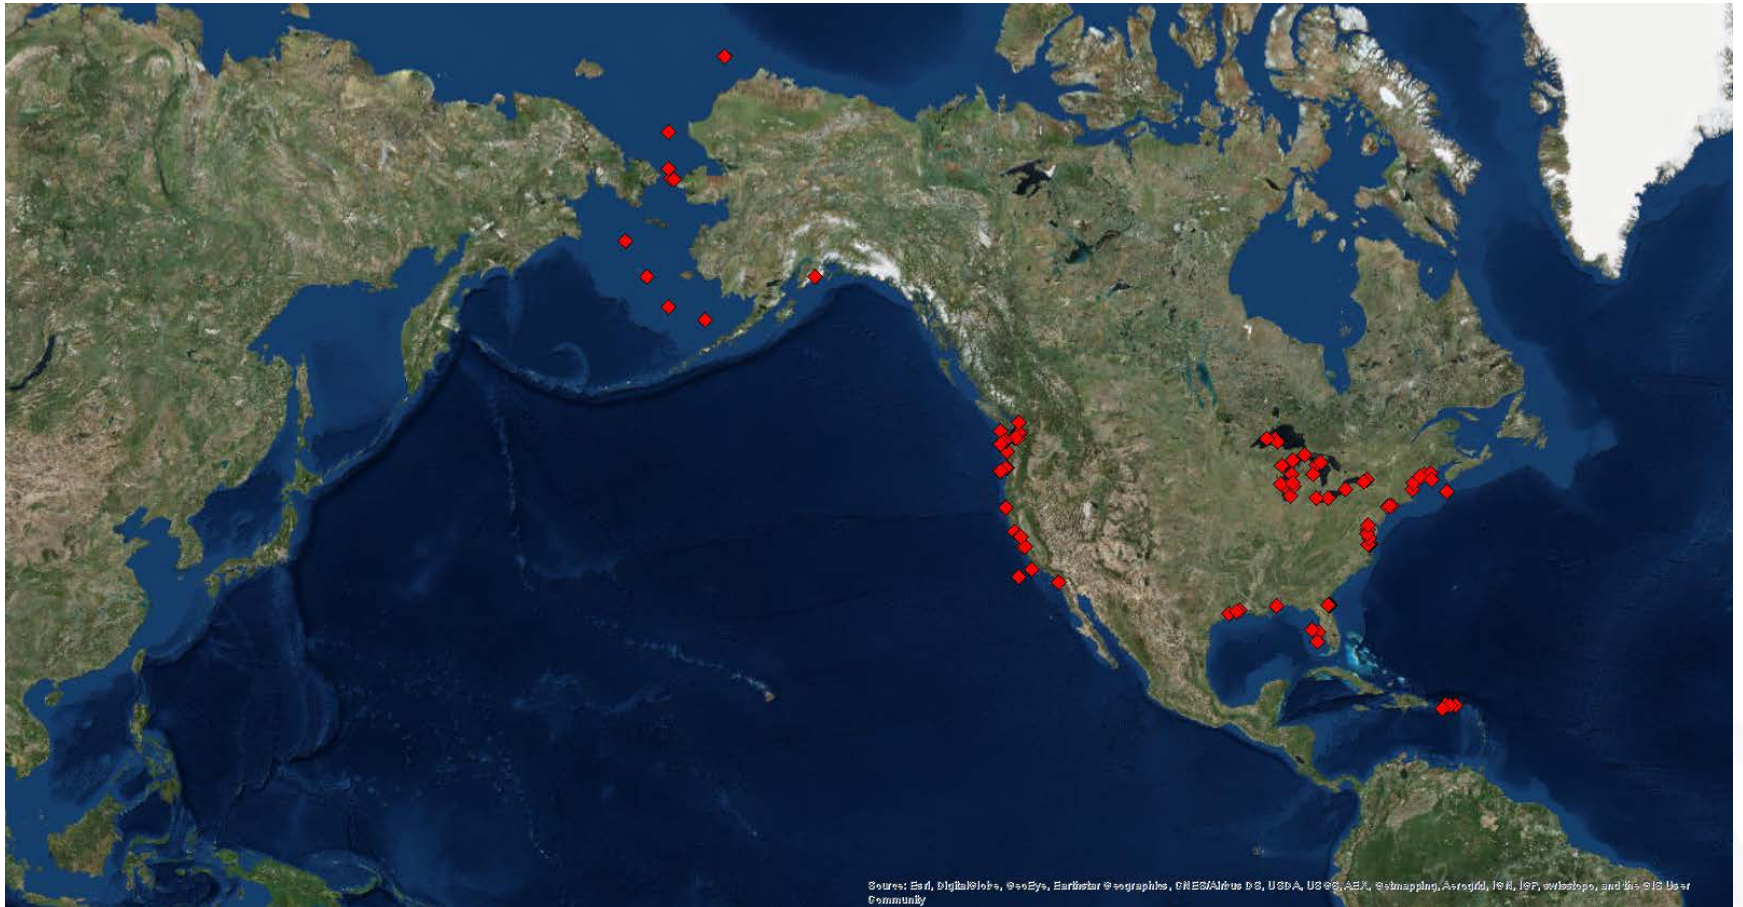 Source: Esri, DigitalGlobe, GeoEye, Earthstar Geographics, CNES/Airbus DS, USDA, USGS, AEX, Getmapping, Aerogrid, IGN, IGP, swisstopo, and the GIS User
Community